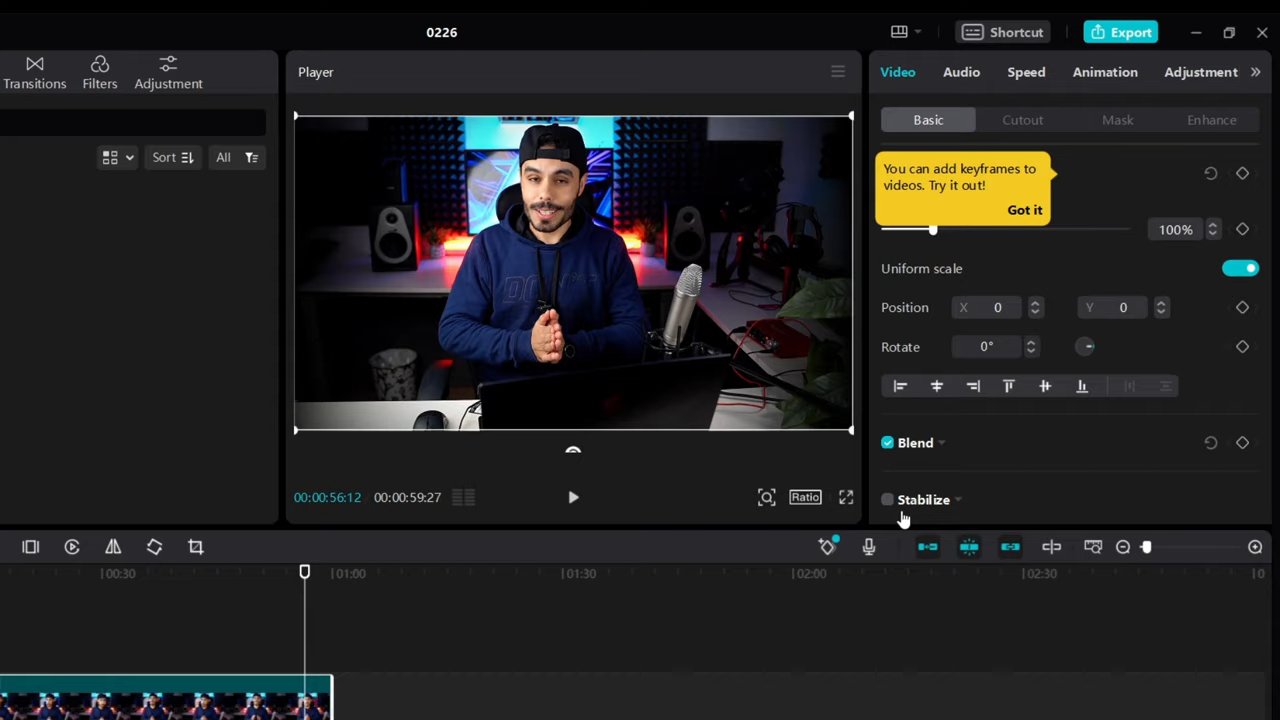 0226
Shortcut
Export
Transitions
Filters
Adjustment
Sort
All
Player
00:00:56:12
00:00:59:27
Ratio
Video
Audio
Speed
Animation
Adjustment
Basic
Cutout
Mask
Enhance
You can add keyframes to
videos. Try it out!
Got it
100%
Uniform scale
Position
X
0
Y
0
Rotate
0°
Blend
Stabilize
00:30
01:00
01:30
02:00
02:30